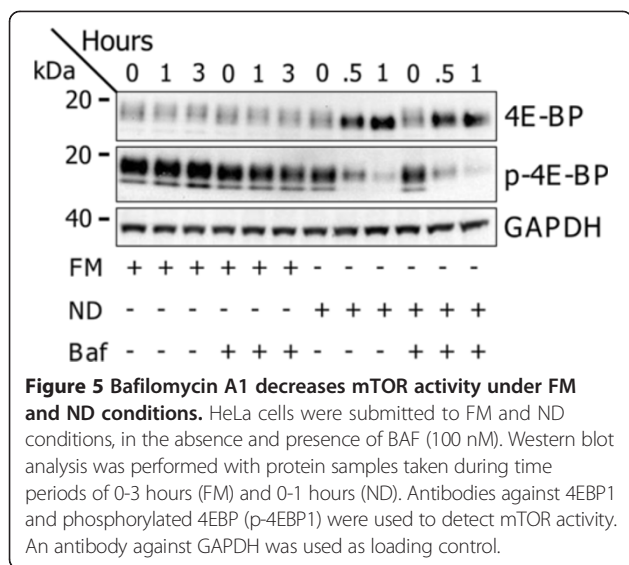 Hours
kDa 0 1 3 0 1 3 0 .5 1 0 .5 1
20 - 4E-BP
20 - p-4E-BP
40 - GAPDH
FM + + + + + + - - - - - -
ND - - - - - - + + + + + +
Baf - - - + + + - - - + + +
Figure 5 Bafilomycin A1 decreases mTOR activity under FM
and ND conditions. HeLa cells were submitted to FM and ND
conditions, in the absence and presence of BAF (100 nM). Western blot
analysis was performed with protein samples taken during time
periods of 0-3 hours (FM) and 0-1 hours (ND). Antibodies against 4EBP1
and phosphorylated 4EBP (p-4EBP1) were used to detect mTOR activity.
An antibody against GAPDH was used as loading control.